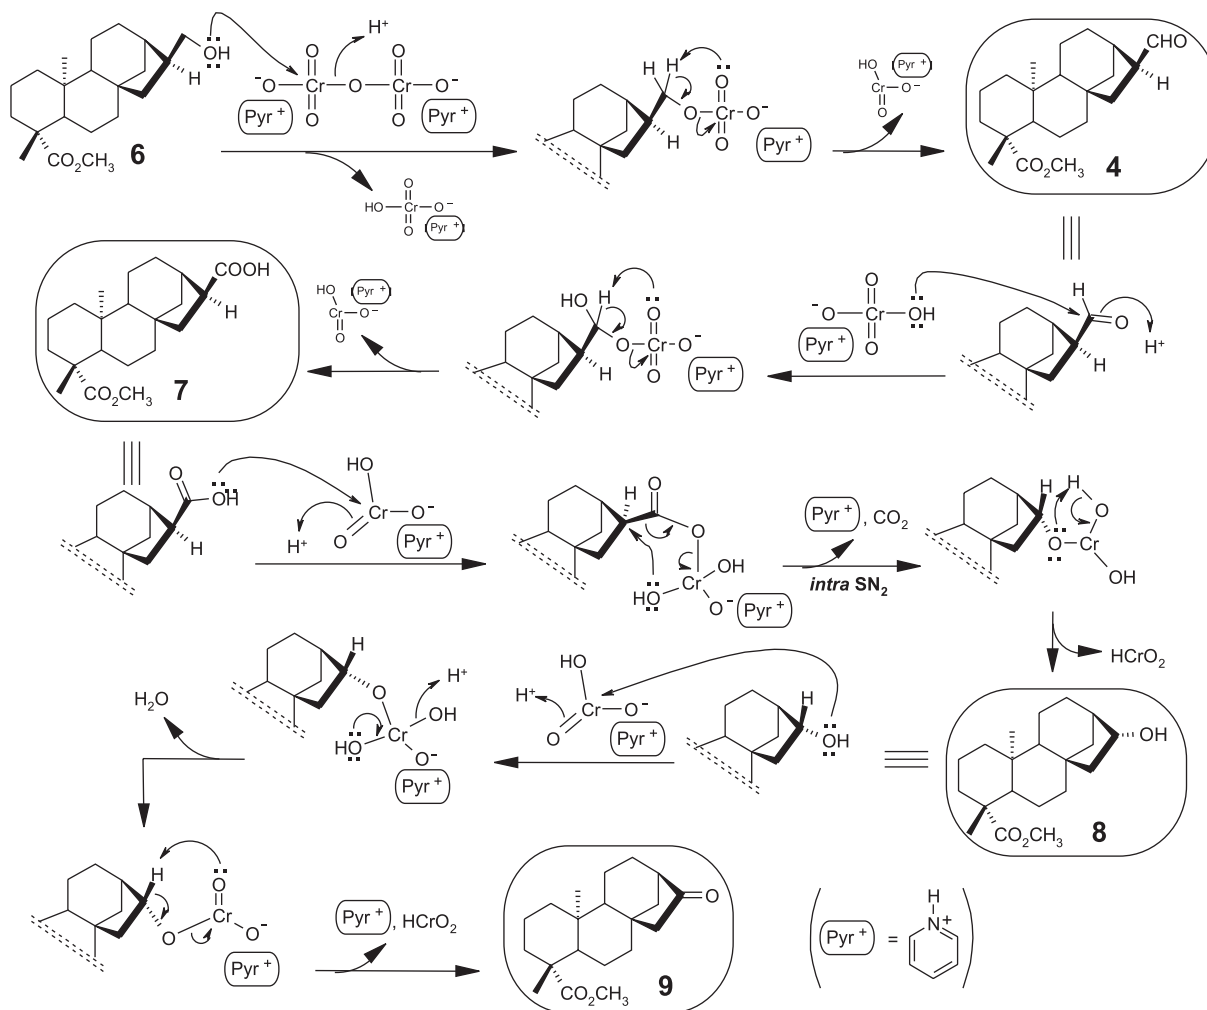 OH
H⁺
O O
⁻O—Cr—O—Cr—O⁻
O O
Pyr⁺ Pyr⁺
H
CO₂CH₃
6
HO—Cr—O⁻
O
O
Pyr⁺
H H
O
O—Cr—O⁻
O
H
Pyr⁺
HO
Cr—O⁻
O
Pyr⁺
CHO
H
CO₂CH₃
4
COOH
H
CO₂CH₃
7
HO
Cr—O⁻
O
Pyr⁺
HO H
O
O—Cr—O⁻
O
H
Pyr⁺
O
⁻O—Cr—OH
O
Pyr⁺
H
O
H
H⁺
O
OH
H
HO
Cr—O⁻
O
H⁺
Pyr⁺
H
O
O
Cr
OH
HO
O⁻
Pyr⁺
Pyr⁺, CO₂
intra SN₂
H
H
O
O
Cr
OH
HCrO₂
H
O
H⁺
OH
Cr
HO
O⁻
Pyr⁺
H₂O
HO
H⁺
Cr—O⁻
O
Pyr⁺
H
OH
OH
CO₂CH₃
8
H
O
Cr
O
O⁻
Pyr⁺
Pyr⁺, HCrO₂
O
CO₂CH₃
9
Pyr⁺ =
H
N⁺